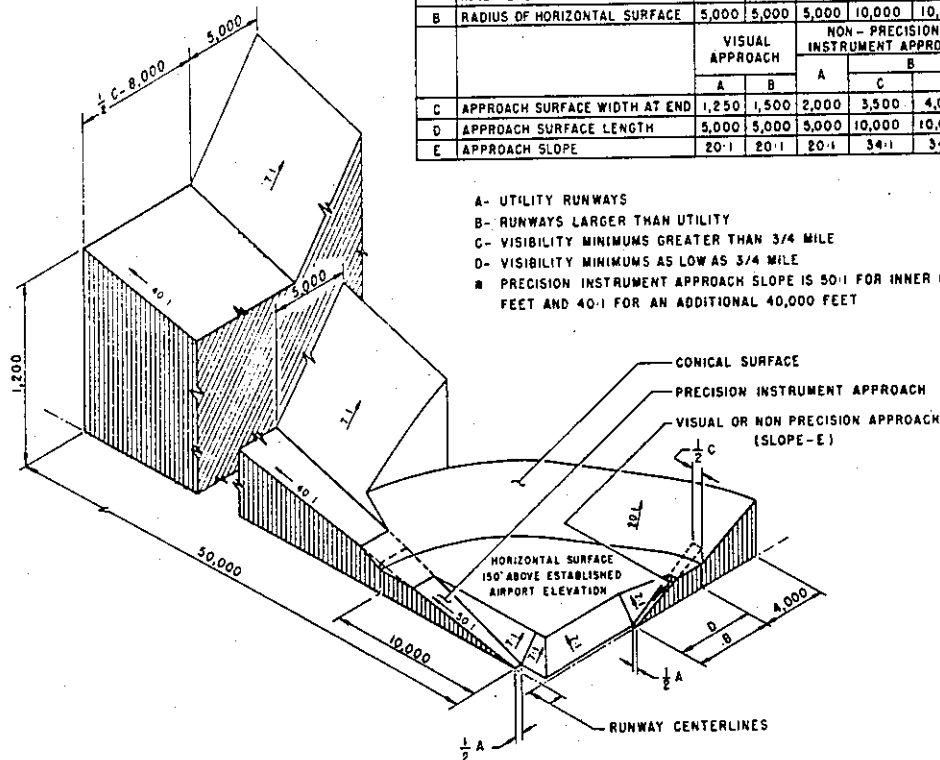 B RADIUS OF HORIZONTAL SURFACE 5,000 5,000 5,000 10,000 10,
VISUAL APPROACH
NON-PRECISION
INSTRUMENT
A B A B
C
C APPROACH SURFACE WIDTH AT END 1,250 1,500 2,000 3,500
D APPROACH SURFACE LENGTH 5,000 5,000 5,000 10,000
E APPROACH SLOPE 20:1 20:1 20:1 34:1
A- UTILITY RUNWAYS
B- RUNWAYS LARGER THAN UTILITY
C- VISIBILITY MINIMUMS GREATER THAN 3/4 MILE
D- VISIBILITY MINIMUMS AS LOW AS 3/4 MILE
* PRECISION INSTRUMENT APPROACH SLOPE IS 50:1 FOR INNER
FEET AND 40:1 FOR AN ADDITIONAL 40,000 FEET
5,000
1/2 C-8,000
7:1
40:1
5,000
1,200
7:1
40:1
CONICAL SURFACE
PRECISION INSTRUMENT APPROACH
VISUAL OR NON PRECISION APPROACH
(SLOPE-E)
1/2 C
20:1
50,000
HORIZONTAL SURFACE
150' ABOVE ESTABLISHED
AIRPORT ELEVATION
50:1
7:1
7:1
7:1
7:1
4,000
D
B
10,000
1/2 A
RUNWAY CENTERLINES
1/2 A